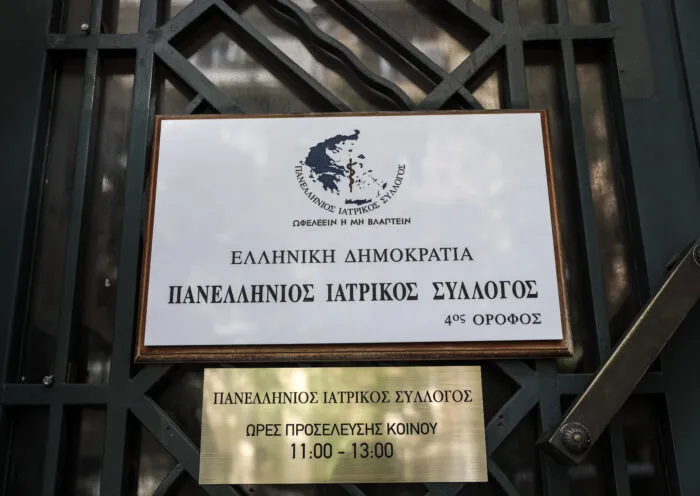 ΠΑΝΕΛΛΗΝΙΟΣ ΙΑΤΡΙΚΟΣ ΣΥΛΛΟΓΟΣ
ΩΦΕΛΕΕΙΝ Η ΜΗ ΒΛΑΠΤΕΙΝ
ΕΛΛΗΝΙΚΗ ΔΗΜΟΚΡΑΤΙΑ
ΠΑΝΕΛΛΗΝΙΟΣ ΙΑΤΡΙΚΟΣ ΣΥΛΛΟΓΟΣ
4ος ΟΡΟΦΟΣ
ΠΑΝΕΛΛΗΝΙΟΣ ΙΑΤΡΙΚΟΣ ΣΥΛΛΟΓΟΣ
ΩΡΕΣ ΠΡΟΣΕΛΕΥΣΗΣ ΚΟΙΝΟΥ
11:00 - 13:00